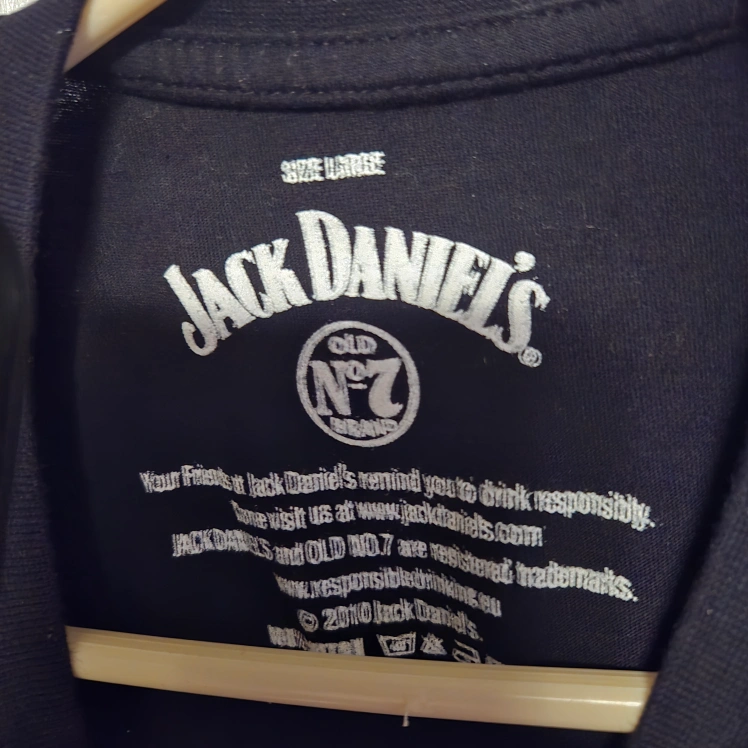 SIZE LARGE
JACK DANIEL'S®
OLD
Nº7
BRAND
Your Friends at Jack Daniel's remind you to drink responsibly.
Come visit us at www.jackdaniels.com
JACK DANIEL'S and OLD NO.7 are registered trademarks.
www.responsibledrinking.eu
© 2010 Jack Daniel's.